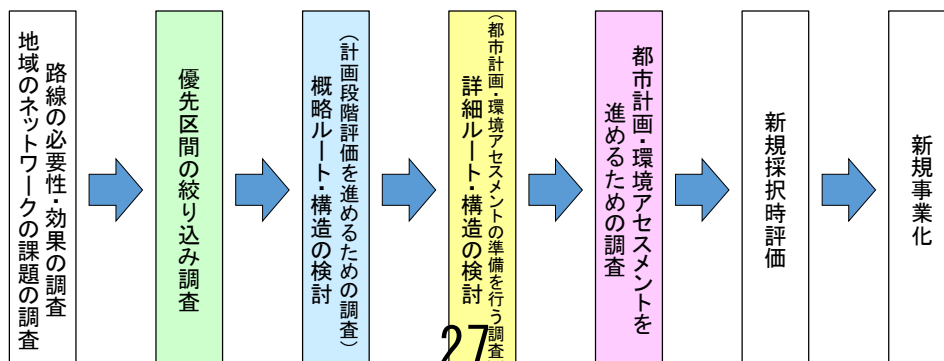 路線の必要性・効果の調査
地域のネットワークの課題の調査
優先区間の絞り込み調査
(計画段階評価を進めるための調査)
概略ルート・構造の検討
(都市計画・環境アセスメントの準備を行う調査
詳細ルート・構造の検討
都市計画・環境アセスメントを
進めるための調査
新規採択時評価
新規事業化
27